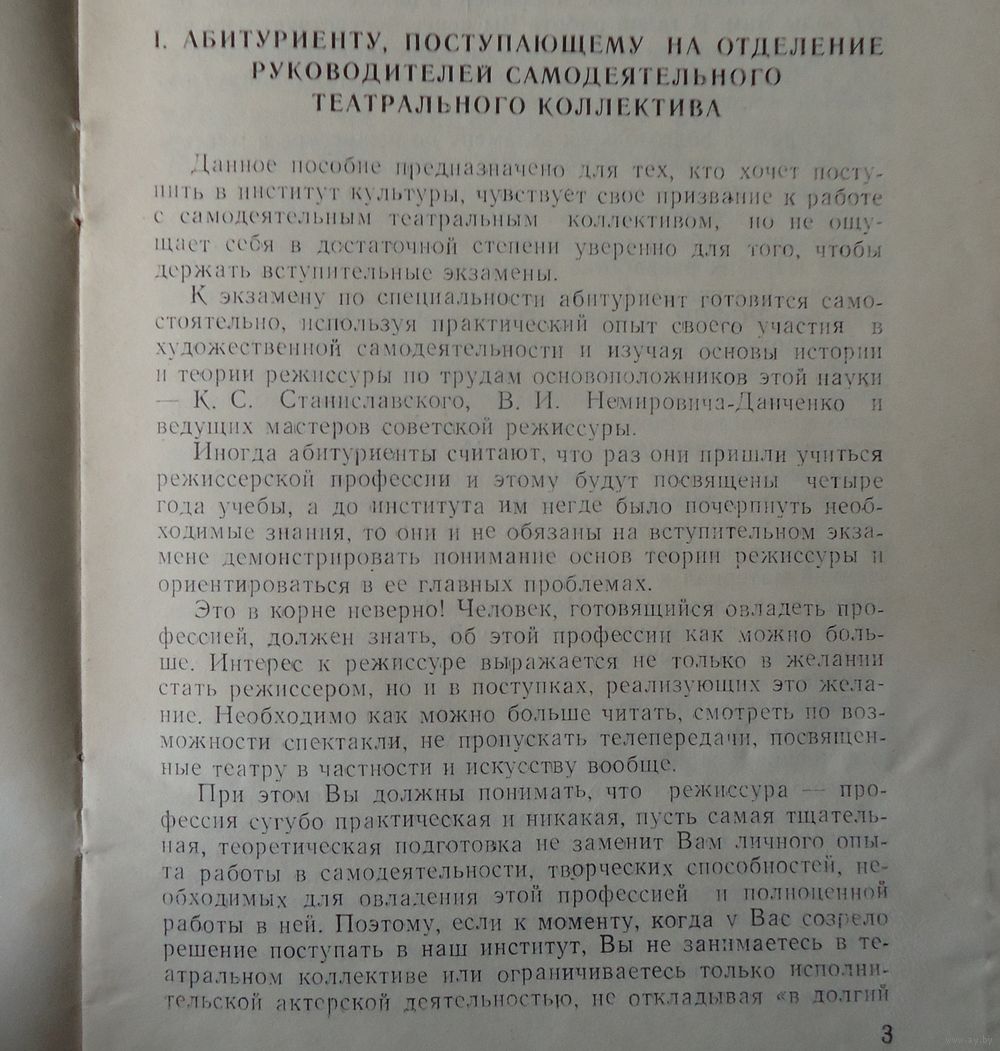 I. АБИТУРИЕНТУ, ПОСТУПАЮЩЕМУ НА ОТДЕЛЕНИЕ
РУКОВОДИТЕЛЕЙ САМОДЕЯТЕЛЬНОГО
ТЕАТРАЛЬНОГО КОЛЛЕКТИВА
Данное пособие предназначено для тех, кто хочет посту-
пить в институт культуры, чувствует свое призвание к работе
с самодеятельным театральным коллективом, но не ощу-
щает себя в достаточной степени уверенно для того, чтобы
держать вступительные экзамены.
К экзамену по специальности абитуриент готовится само-
стоятельно, используя практический опыт своего участия в
художественной самодеятельности и изучая основы истории
и теории режиссуры по трудам основоположников этой науки
— К. С. Станиславского, В. И. Немировича-Данченко и
ведущих мастеров советской режиссуры.
Иногда абитуриенты считают, что раз они пришли учиться
режиссерской профессии и этому будут посвящены четыре
года учебы, а до института им негде было почерпнуть необ-
ходимые знания, то они и не обязаны на вступительном экза-
мене демонстрировать понимание основ теории режиссуры и
ориентироваться в ее главных проблемах.
Это в корне неверно! Человек, готовящийся овладеть про-
фессией, должен знать, об этой профессии как можно боль-
ше. Интерес к режиссуре выражается не только в желании
стать режиссером, но и в поступках, реализующих это жела-
ние. Необходимо как можно больше читать, смотреть по воз-
можности спектакли, не пропускать телепередачи, посвящен-
ные театру в частности и искусству вообще.
При этом Вы должны понимать, что режиссура — про-
фессия сугубо практическая и никакая, пусть самая тщатель-
ная, теоретическая подготовка не заменит Вам личного опы-
та работы в самодеятельности, творческих способностей, не-
обходимых для овладения этой профессией и полноценной
работы в ней. Поэтому, если к моменту, когда у Вас созрело
решение поступать в наш институт, Вы не занимаетесь в те-
атральном коллективе или ограничиваетесь только исполни-
тельской актерской деятельностью, не откладывая «в долгий
3
www.ay.by